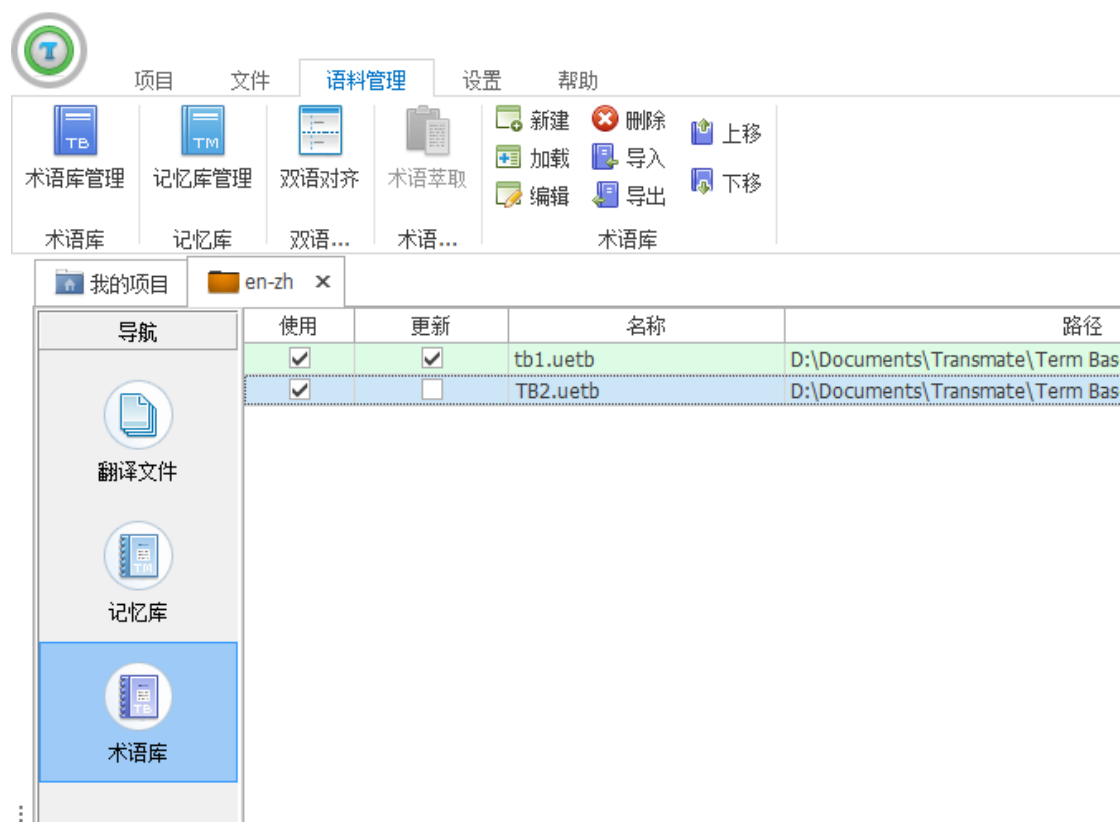 T
项目 文件 语料管理 设置 帮助
TB TM
新建 删除 上移
术语库管理 记忆库管理 双语对齐 术语萃取 加载 导入 下移
编辑 导出
术语库 记忆库 双语... 术语... 术语库
我的项目 en-zh
导航 使用 更新 名称 路径
tb1.uetb D:\Documents\Transmate\Term Bas
TB2.uetb D:\Documents\Transmate\Term Bas
翻译文件
TM
记忆库
TB
术语库